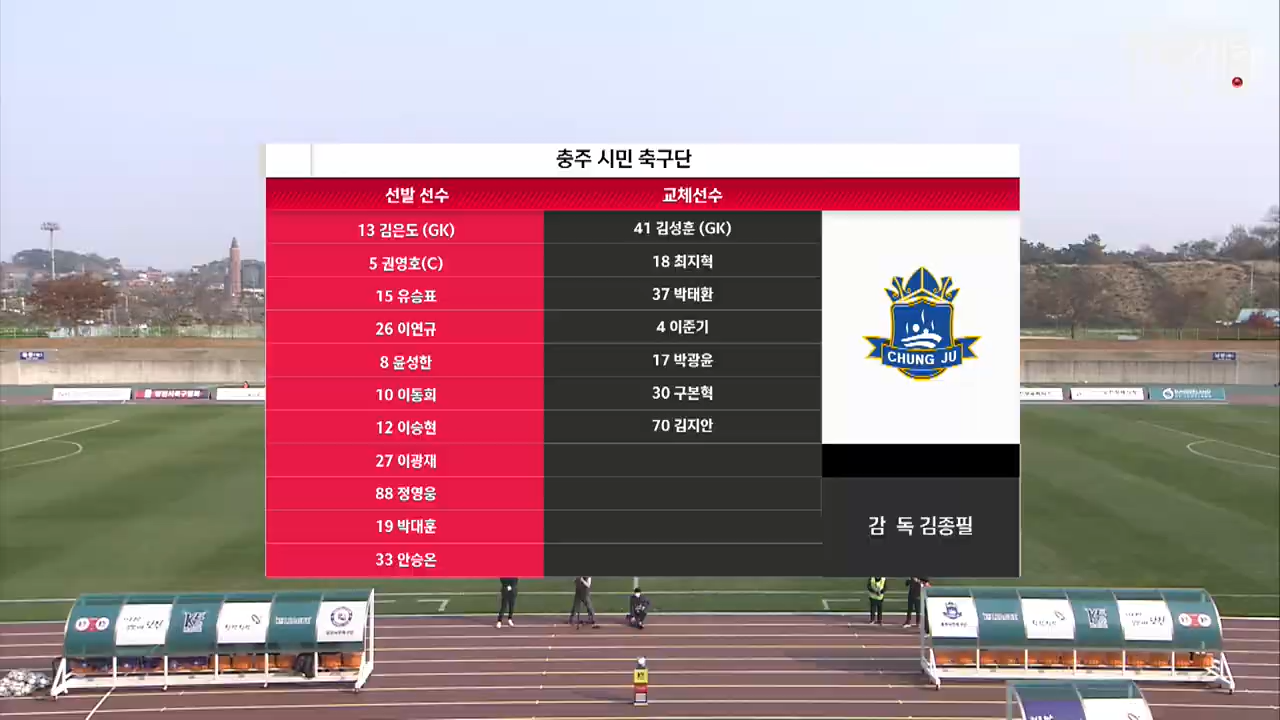 충주 시민 축구단
선발 선수
교체선수
13 김은도 (GK)
41 김성훈 (GK)
5 권영호(C)
18 최지혁
15 유승표
37 박태환
26 이연규
4 이준기
8 윤성한
17 박광윤
10 이동희
30 구본혁
12 이승현
70 김지안
27 이광재
88 정영웅
19 박대훈
33 안승온
CHUNG JU
감 독 김종필